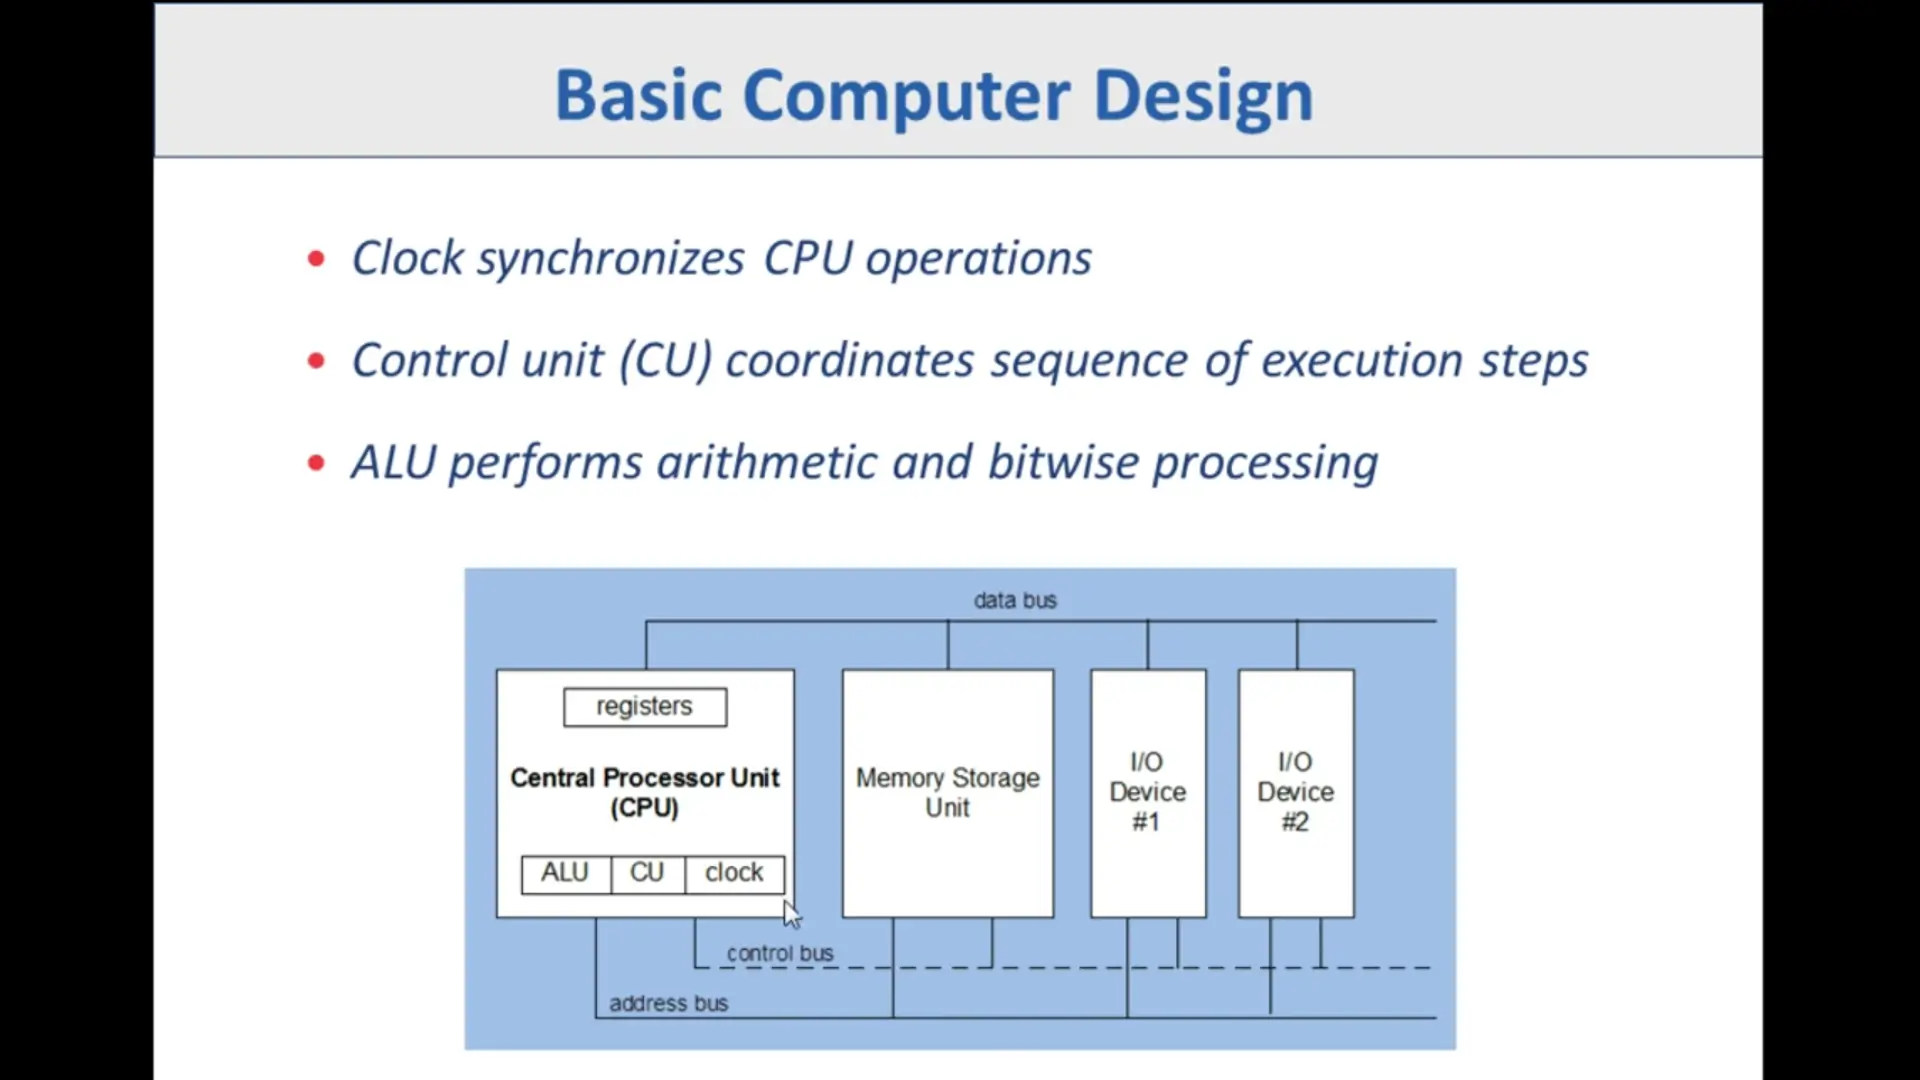 Basic Computer Design
• Clock synchronizes CPU operations
• Control unit (CU) coordinates sequence of execution steps
• ALU performs arithmetic and bitwise processing
data bus
registers
Central Processor Unit
(CPU)
ALU CU clock
Memory Storage
Unit
I/O
Device
#1
I/O
Device
#2
control bus
address bus